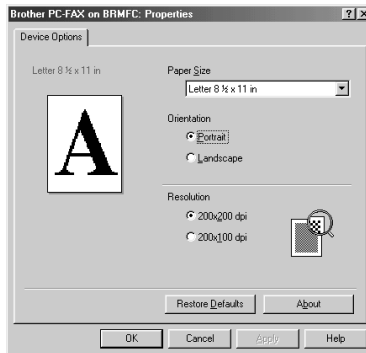 Brother PC-FAX on BRMFC: Properties
Device Options
Letter 8 ½ x 11 in
A
Paper Size
Letter 8 ½ x 11 in
Orientation
Portrait
Landscape
Resolution
200x200 dpi
200x100 dpi
Restore Defaults
About
OK
Cancel
Apply
Help